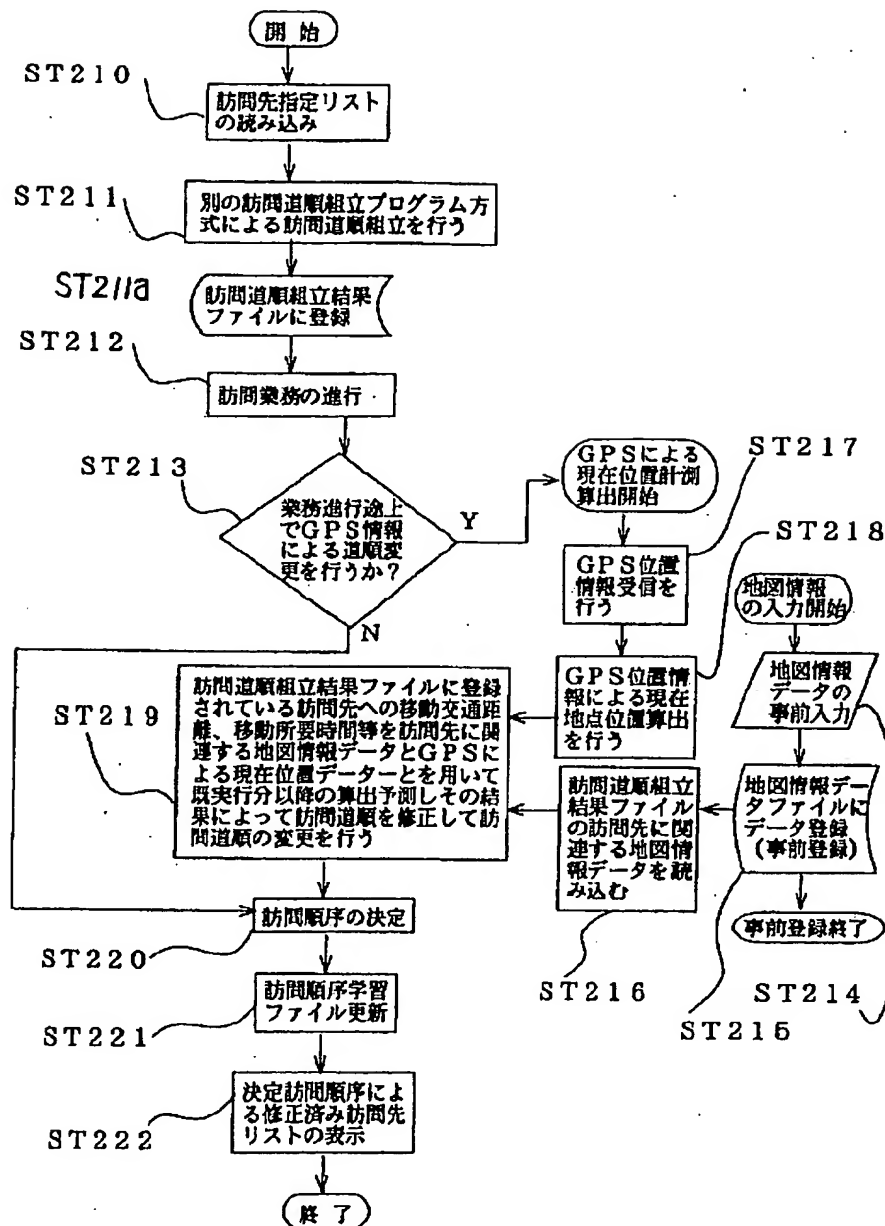 開始
ST210
訪問先指定リスト
の読み込み
ST211
別の訪問道順組立プログラム方
式による訪問道順組立を行う
ST211a
訪問道順組立結果
ファイルに登録
ST212
訪問業務の進行
ST213
業務進行途上
でGPS情報
による道順変
更を行うか?
Y
N
GPSによる
現在位置計測
算出開始
ST217
GPS位置
情報受信を
行う
ST218
GPS位置情
報による現在
地点位置算出
を行う
地図情報
の入力開始
地図情報
データの
事前入力
地図情報デー
タファイルに
データ登録
(事前登録)
事前登録終了
ST214
ST215
訪問道順組立
結果ファイル
の訪問先に関
連する地図情
報データを読
み込む
ST216
ST219
訪問道順組立結果ファイルに登録
されている訪問先への移動交通距
離、移動所要時間等を訪問先に関
連する地図情報データとGPSに
よる現在位置データーとを用いて
既実行分以降の算出予測しその結
果によって訪問道順を修正して訪
問道順の変更を行う
訪問順序の決定
ST220
訪問順序学習
ファイル更新
ST221
決定訪問順序によ
る修正済み訪問先
リストの表示
ST222
終了